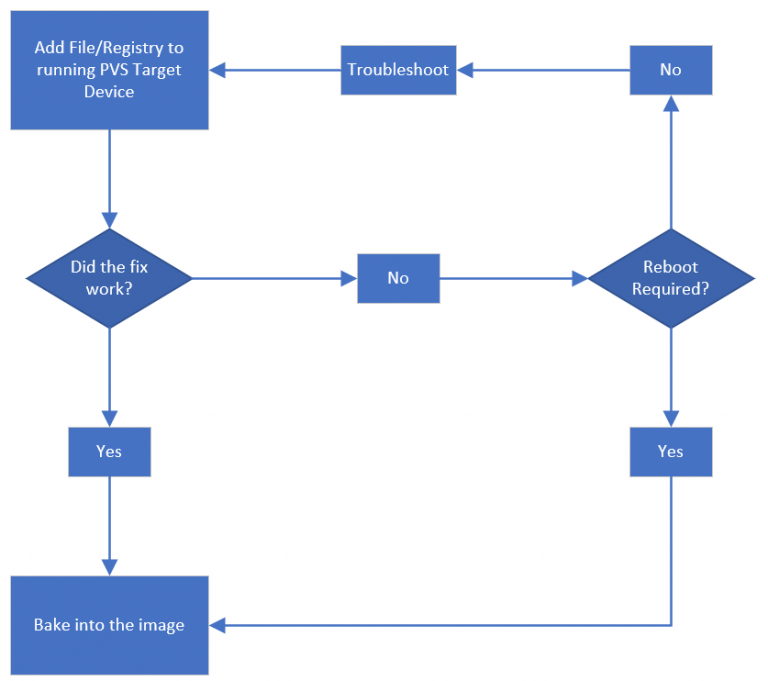 Add File/Registry to
running PVS Target
Device
Troubleshoot
No
Did the fix
work?
No
Reboot
Required?
Yes
Yes
Bake into the image